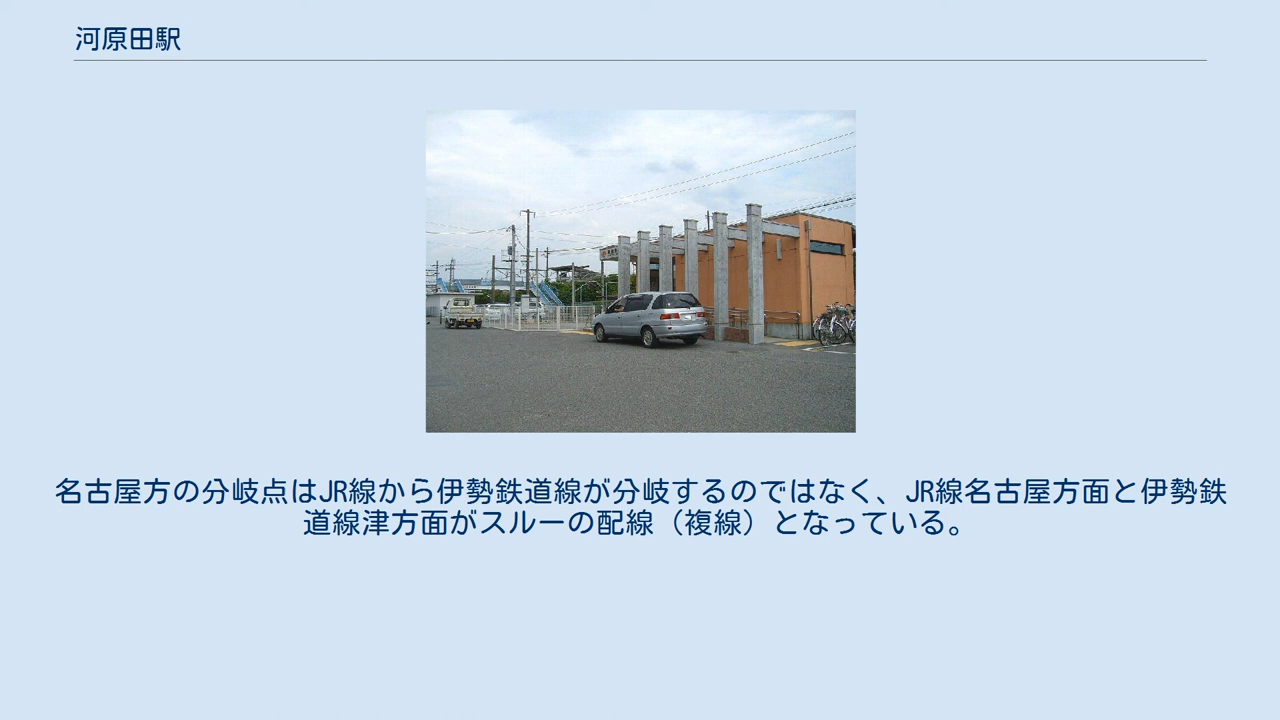 河原田駅
名古屋方の分岐点はJR線から伊勢鉄道線が分岐するのではなく、JR線名古屋方面と伊勢鉄
道線津方面がスルーの配線（複線）となっている。